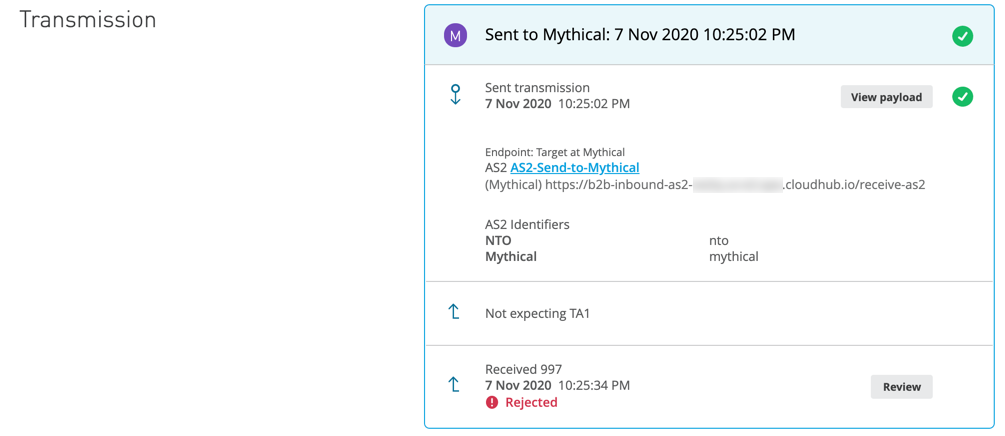 Transmission
M
Sent to Mythical: 7 Nov 2020 10:25:02 PM
Sent transmission
7 Nov 2020 10:25:02 PM
View payload
Endpoint: Target at Mythical
AS2 AS2-Send-to-Mythical
(Mythical) https://b2b-inbound-as2- .cloudhub.io/receive-as2
AS2 Identifiers
NTO nto
Mythical mythical
Not expecting TA1
Received 997
7 Nov 2020 10:25:34 PM
Review
Rejected